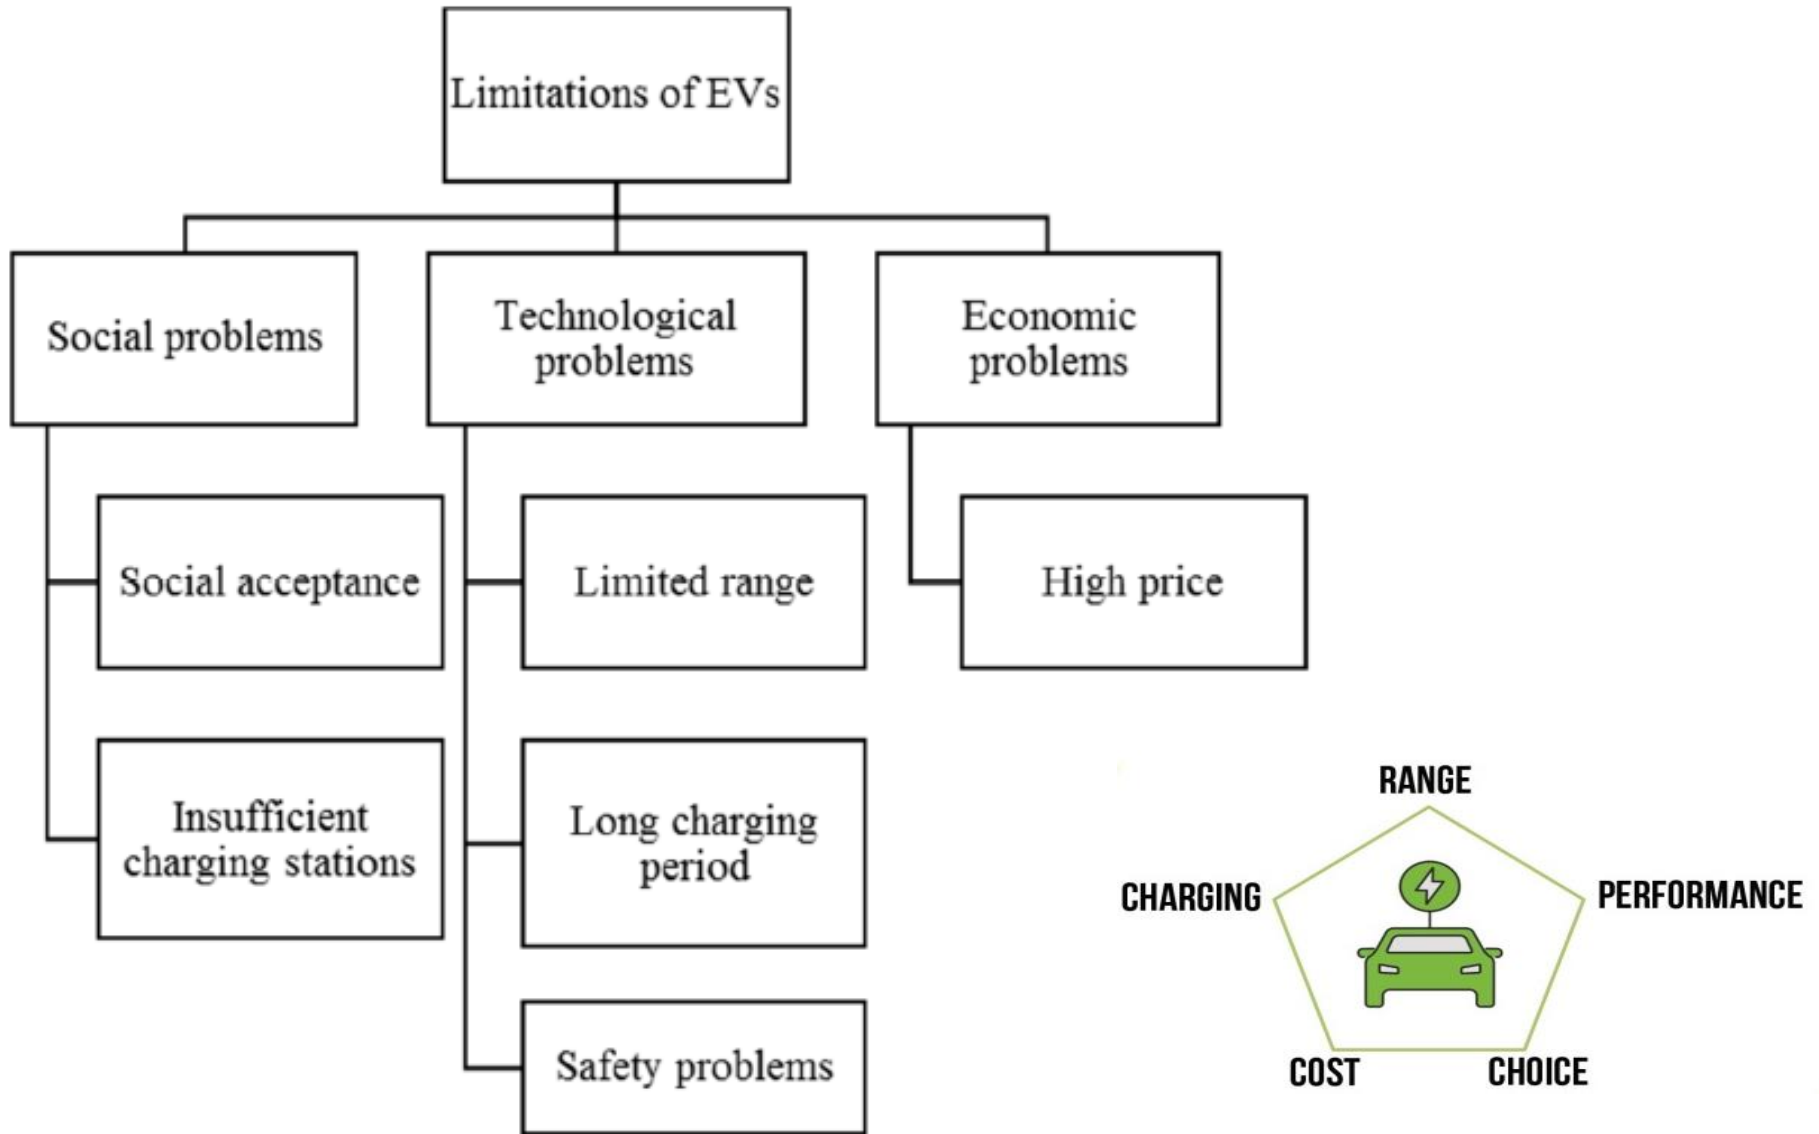 Limitations of EVs
Social problems
Technological
problems
Economic
problems
Social acceptance
Limited range
High price
Insufficient
charging stations
Long charging
period
Safety problems
RANGE
CHARGING
PERFORMANCE
COST
CHOICE